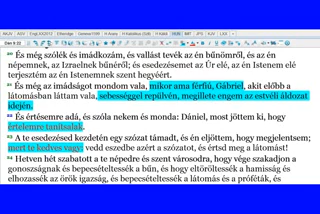 20 És még szólék és imádkozám, és vallást tevék az én bűnömről, és az én
népemnek, az Izraelnek bűnéről; és esedezésemet az Úr elé, az én Istenem elé
terjesztém az én Istenemnek szent hegyéért.
21 És még az imádságot mondom vala, mikor ama férfiú, Gábriel, akit előbb a
látomásban láttam vala, sebességgel repülvén, megillete engem az estvéli áldozat
idején.
22 És értésemre adá, és szóla nekem és monda: Dániel, most jöttem ki, hogy
értelemre tanítsalak.
23 A te esedezésed kezdetén egy szózat támadt, és én eljöttem, hogy megjelentsem;
mert te kedves vagy: vedd eszedbe azért a szózatot, és értsd meg a látomást!
24 Hetven hét szabatott a te népedre és szent városodra, hogy vége szakadjon a
gonoszságnak és bepecsételtessék a bűn, és hogy eltöröltessék a hamisság és
elhozassék az örök igazság, és bepecsételtessék a látomás és a próféták, és